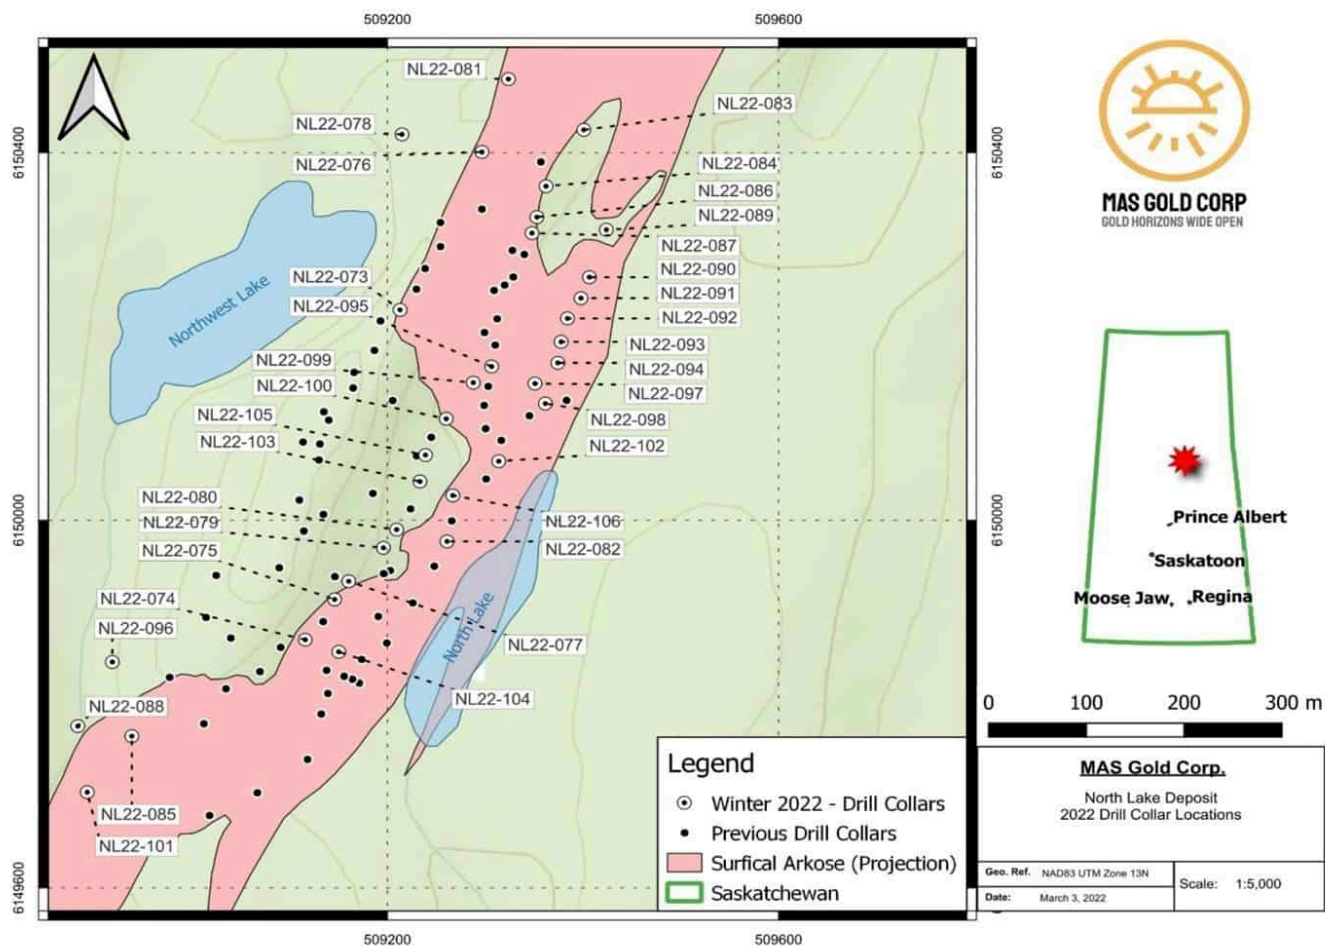 509200
509600
NL22-081
NL22-083
NL22-078
6150400
6150400
NL22-076
NL22-084
NL22-086
NL22-089
NL22-087
NL22-073
NL22-090
NL22-095
NL22-091
NL22-092
Northwest Lake
NL22-093
NL22-099
NL22-094
NL22-100
NL22-097
NL22-105
NL22-098
NL22-103
NL22-102
NL22-080
NL22-079
NL22-106
6150000
6150000
NL22-075
NL22-082
NL22-074
NL22-096
North Lake
NL22-077
NL22-104
NL22-088
NL22-085
NL22-101
6149600
6149600
509200
509600
Legend
Winter 2022 - Drill Collars
Previous Drill Collars
Surfical Arkose (Projection)
Saskatchewan
MAS GOLD CORP
GOLD HORIZONS WIDE OPEN
Prince Albert
Saskatoon
Moose Jaw
Regina
0 100 200 300 m
MAS Gold Corp.
North Lake Deposit
2022 Drill Collar Locations
Geo. Ref. NAD83 UTM Zone 13N
Scale: 1:5,000
Date: March 3, 2022